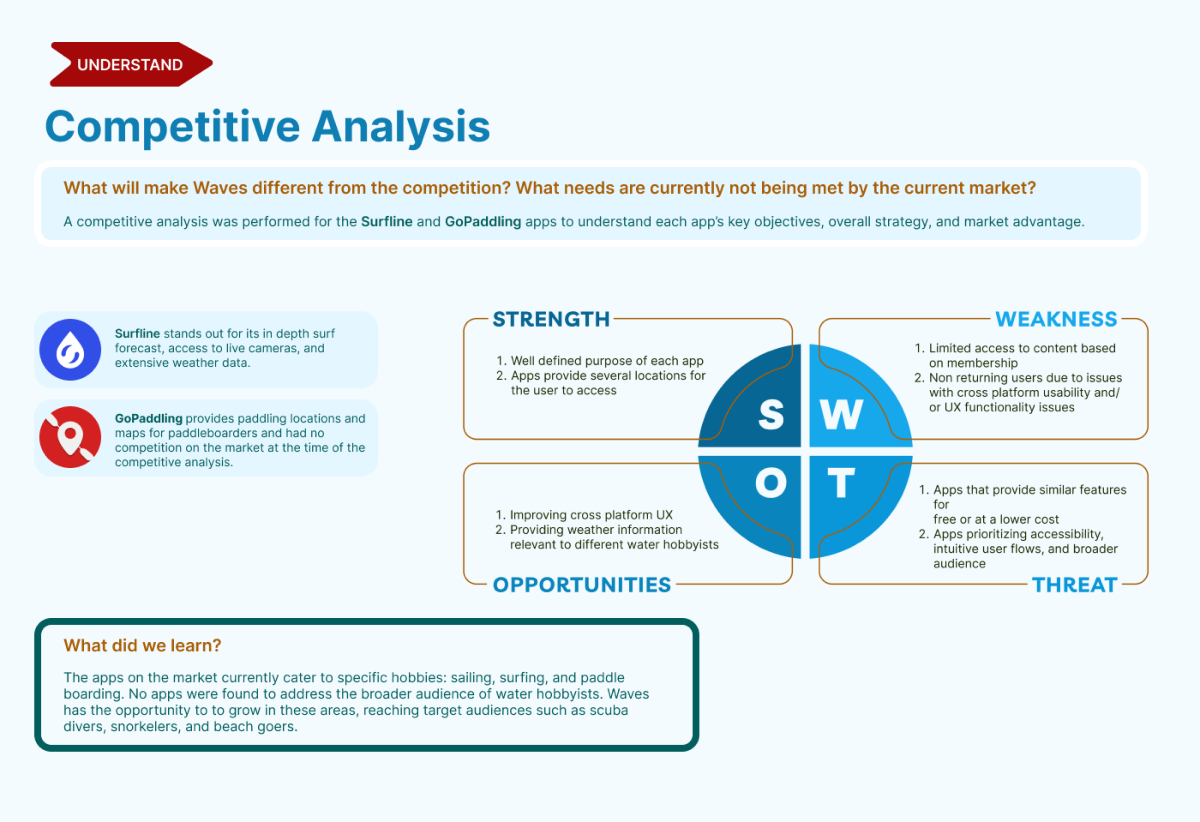 UNDERSTAND
Competitive Analysis
What will make Waves different from the competition? What needs are currently not being met by the current market?
A competitive analysis was performed for the Surfline and GoPaddling apps to understand each app's key objectives, overall strategy, and market advantage.
Surfline stands out for its in depth surf
forecast, access to live cameras, and
extensive weather data.
GoPaddling provides paddling locations and
maps for paddleboarders and had no
competition on the market at the time of the
competitive analysis.
STRENGTH
1. Well defined purpose of each app
2. Apps provide several locations for
the user to access
WEAKNESS
1. Limited access to content based
on membership
2. Non returning users due to issues
with cross platform usability and/
or UX functionality issues
S
W
O
T
1. Improving cross platform UX
2. Providing weather information
relevant to different water hobbyists
OPPORTUNITIES
1. Apps that provide similar features
for
free or at a lower cost
2. Apps prioritizing accessibility,
intuitive user flows, and broader
audience
THREAT
What did we learn?
The apps on the market currently cater to specific hobbies: sailing, surfing, and paddle
boarding. No apps were found to address the broader audience of water hobbyists. Waves
has the opportunity to to grow in these areas, reaching target audiences such as scuba
divers, snorkelers, and beach goers.